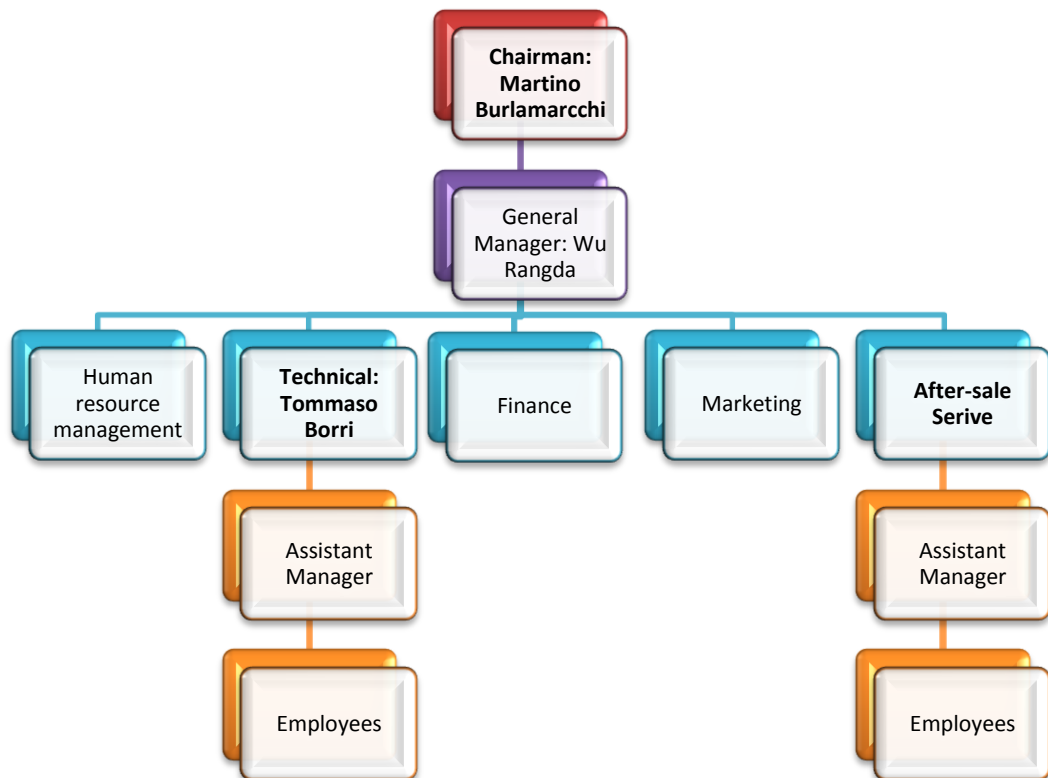 Chairman:
Martino
Burlamarcchi
General
Manager: Wu
Rangda
Human
resource
management
Technical:
Tommaso
Borri
Finance
Marketing
After-sale
Serive
Assistant
Manager
Assistant
Manager
Employees
Employees